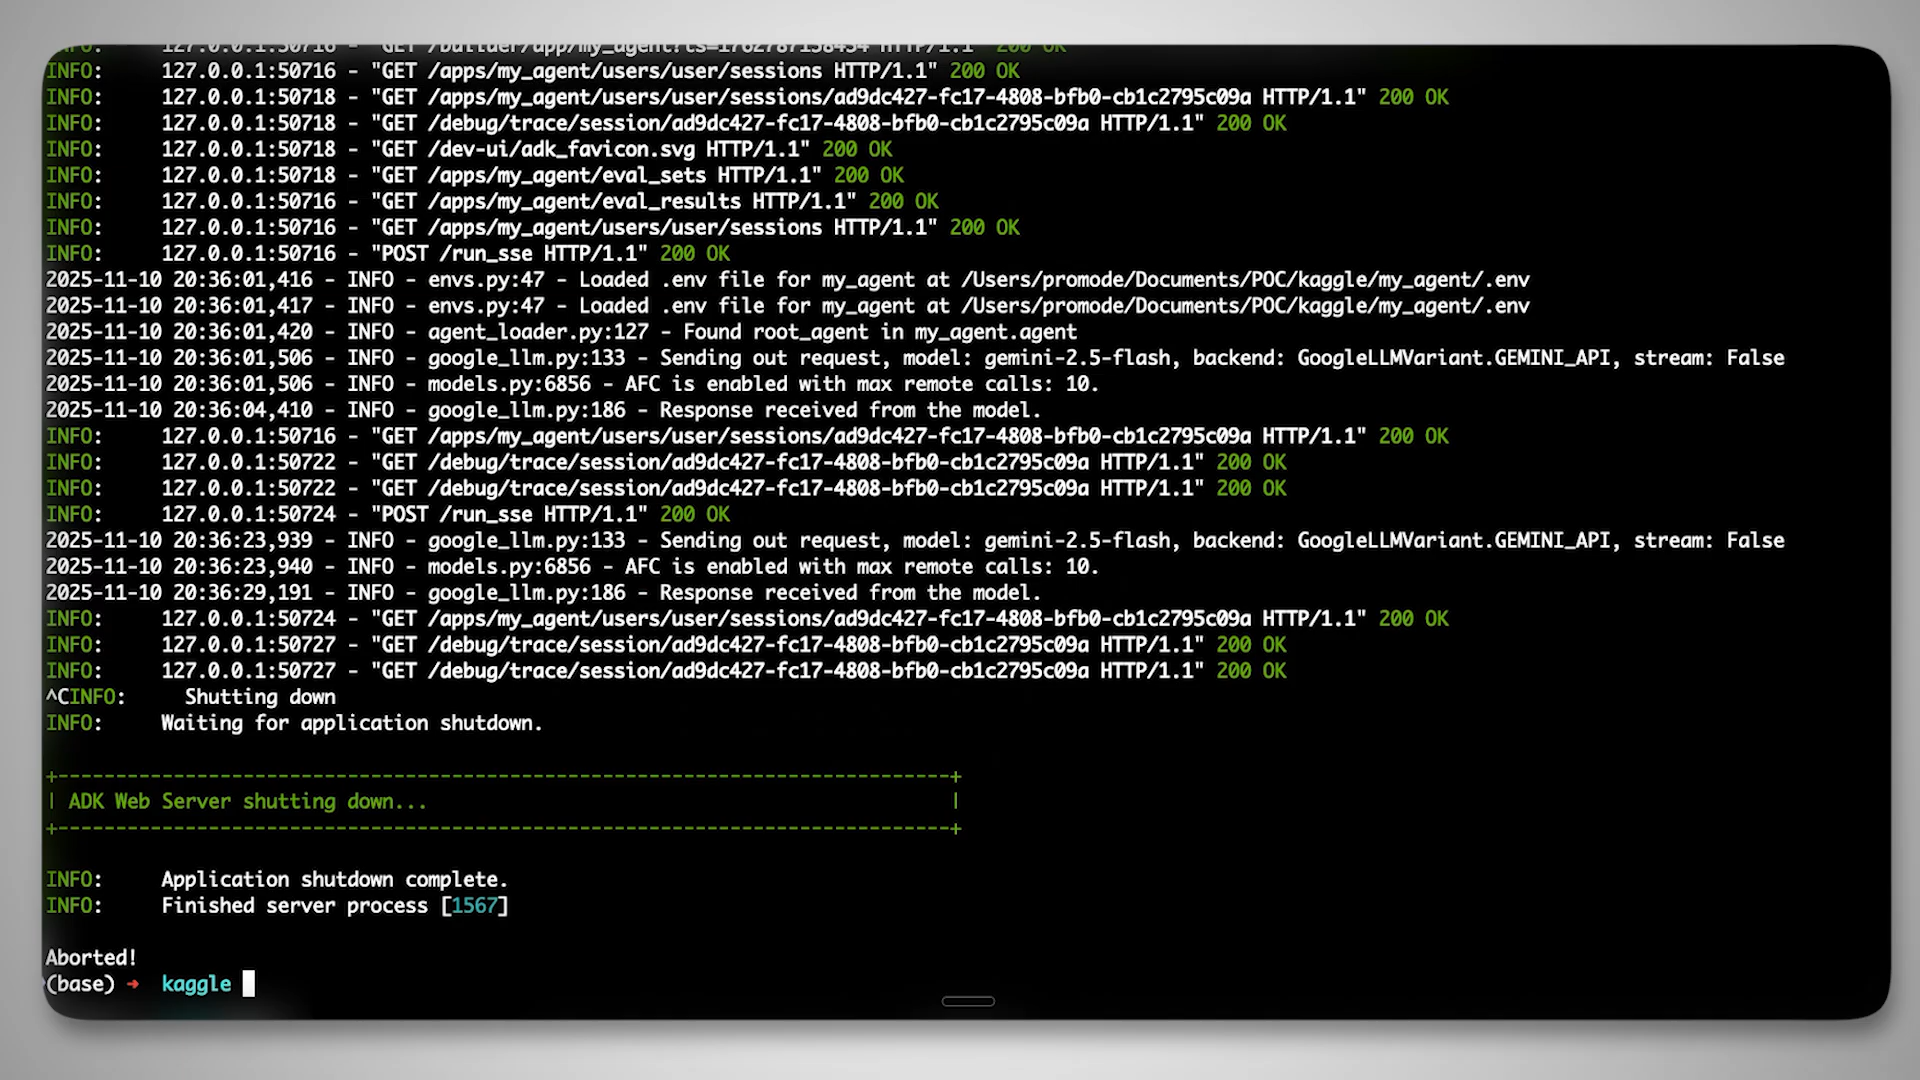 INFO:     127.0.0.1:50716 - "GET /builder/app/my_agent?ts=1762787158454 HTTP/1.1" 200 OK
INFO:     127.0.0.1:50716 - "GET /apps/my_agent/users/user/sessions HTTP/1.1" 200 OK
INFO:     127.0.0.1:50718 - "GET /apps/my_agent/users/user/sessions/ad9dc427-fc17-4808-bfb0-cb1c2795c09a HTTP/1.1" 200 OK
INFO:     127.0.0.1:50718 - "GET /debug/trace/session/ad9dc427-fc17-4808-bfb0-cb1c2795c09a HTTP/1.1" 200 OK
INFO:     127.0.0.1:50718 - "GET /dev-ui/adk_favicon.svg HTTP/1.1" 200 OK
INFO:     127.0.0.1:50718 - "GET /apps/my_agent/eval_sets HTTP/1.1" 200 OK
INFO:     127.0.0.1:50716 - "GET /apps/my_agent/eval_results HTTP/1.1" 200 OK
INFO:     127.0.0.1:50716 - "GET /apps/my_agent/users/user/sessions HTTP/1.1" 200 OK
INFO:     127.0.0.1:50716 - "POST /run_sse HTTP/1.1" 200 OK
2025-11-10 20:36:01,416 - INFO - envs.py:47 - Loaded .env file for my_agent at /Users/promode/Documents/POC/kaggle/my_agent/.env
2025-11-10 20:36:01,417 - INFO - envs.py:47 - Loaded .env file for my_agent at /Users/promode/Documents/POC/kaggle/my_agent/.env
2025-11-10 20:36:01,420 - INFO - agent_loader.py:127 - Found root_agent in my_agent.agent
2025-11-10 20:36:01,506 - INFO - google_llm.py:133 - Sending out request, model: gemini-2.5-flash, backend: GoogleLLMVariant.GEMINI_API, stream: False
2025-11-10 20:36:01,506 - INFO - models.py:6856 - AFC is enabled with max remote calls: 10.
2025-11-10 20:36:04,410 - INFO - google_llm.py:186 - Response received from the model.
INFO:     127.0.0.1:50716 - "GET /apps/my_agent/users/user/sessions/ad9dc427-fc17-4808-bfb0-cb1c2795c09a HTTP/1.1" 200 OK
INFO:     127.0.0.1:50722 - "GET /debug/trace/session/ad9dc427-fc17-4808-bfb0-cb1c2795c09a HTTP/1.1" 200 OK
INFO:     127.0.0.1:50722 - "GET /debug/trace/session/ad9dc427-fc17-4808-bfb0-cb1c2795c09a HTTP/1.1" 200 OK
INFO:     127.0.0.1:50724 - "POST /run_sse HTTP/1.1" 200 OK
2025-11-10 20:36:23,939 - INFO - google_llm.py:133 - Sending out request, model: gemini-2.5-flash, backend: GoogleLLMVariant.GEMINI_API, stream: False
2025-11-10 20:36:23,940 - INFO - models.py:6856 - AFC is enabled with max remote calls: 10.
2025-11-10 20:36:29,191 - INFO - google_llm.py:186 - Response received from the model.
INFO:     127.0.0.1:50724 - "GET /apps/my_agent/users/user/sessions/ad9dc427-fc17-4808-bfb0-cb1c2795c09a HTTP/1.1" 200 OK
INFO:     127.0.0.1:50727 - "GET /debug/trace/session/ad9dc427-fc17-4808-bfb0-cb1c2795c09a HTTP/1.1" 200 OK
INFO:     127.0.0.1:50727 - "GET /debug/trace/session/ad9dc427-fc17-4808-bfb0-cb1c2795c09a HTTP/1.1" 200 OK
^CINFO:     Shutting down
INFO:     Waiting for application shutdown.
+-----------------------------------------------------------------------------+
| ADK Web Server shutting down...                                             |
+-----------------------------------------------------------------------------+
INFO:     Application shutdown complete.
INFO:     Finished server process [1567]
Aborted!
(base) ➜  kaggle